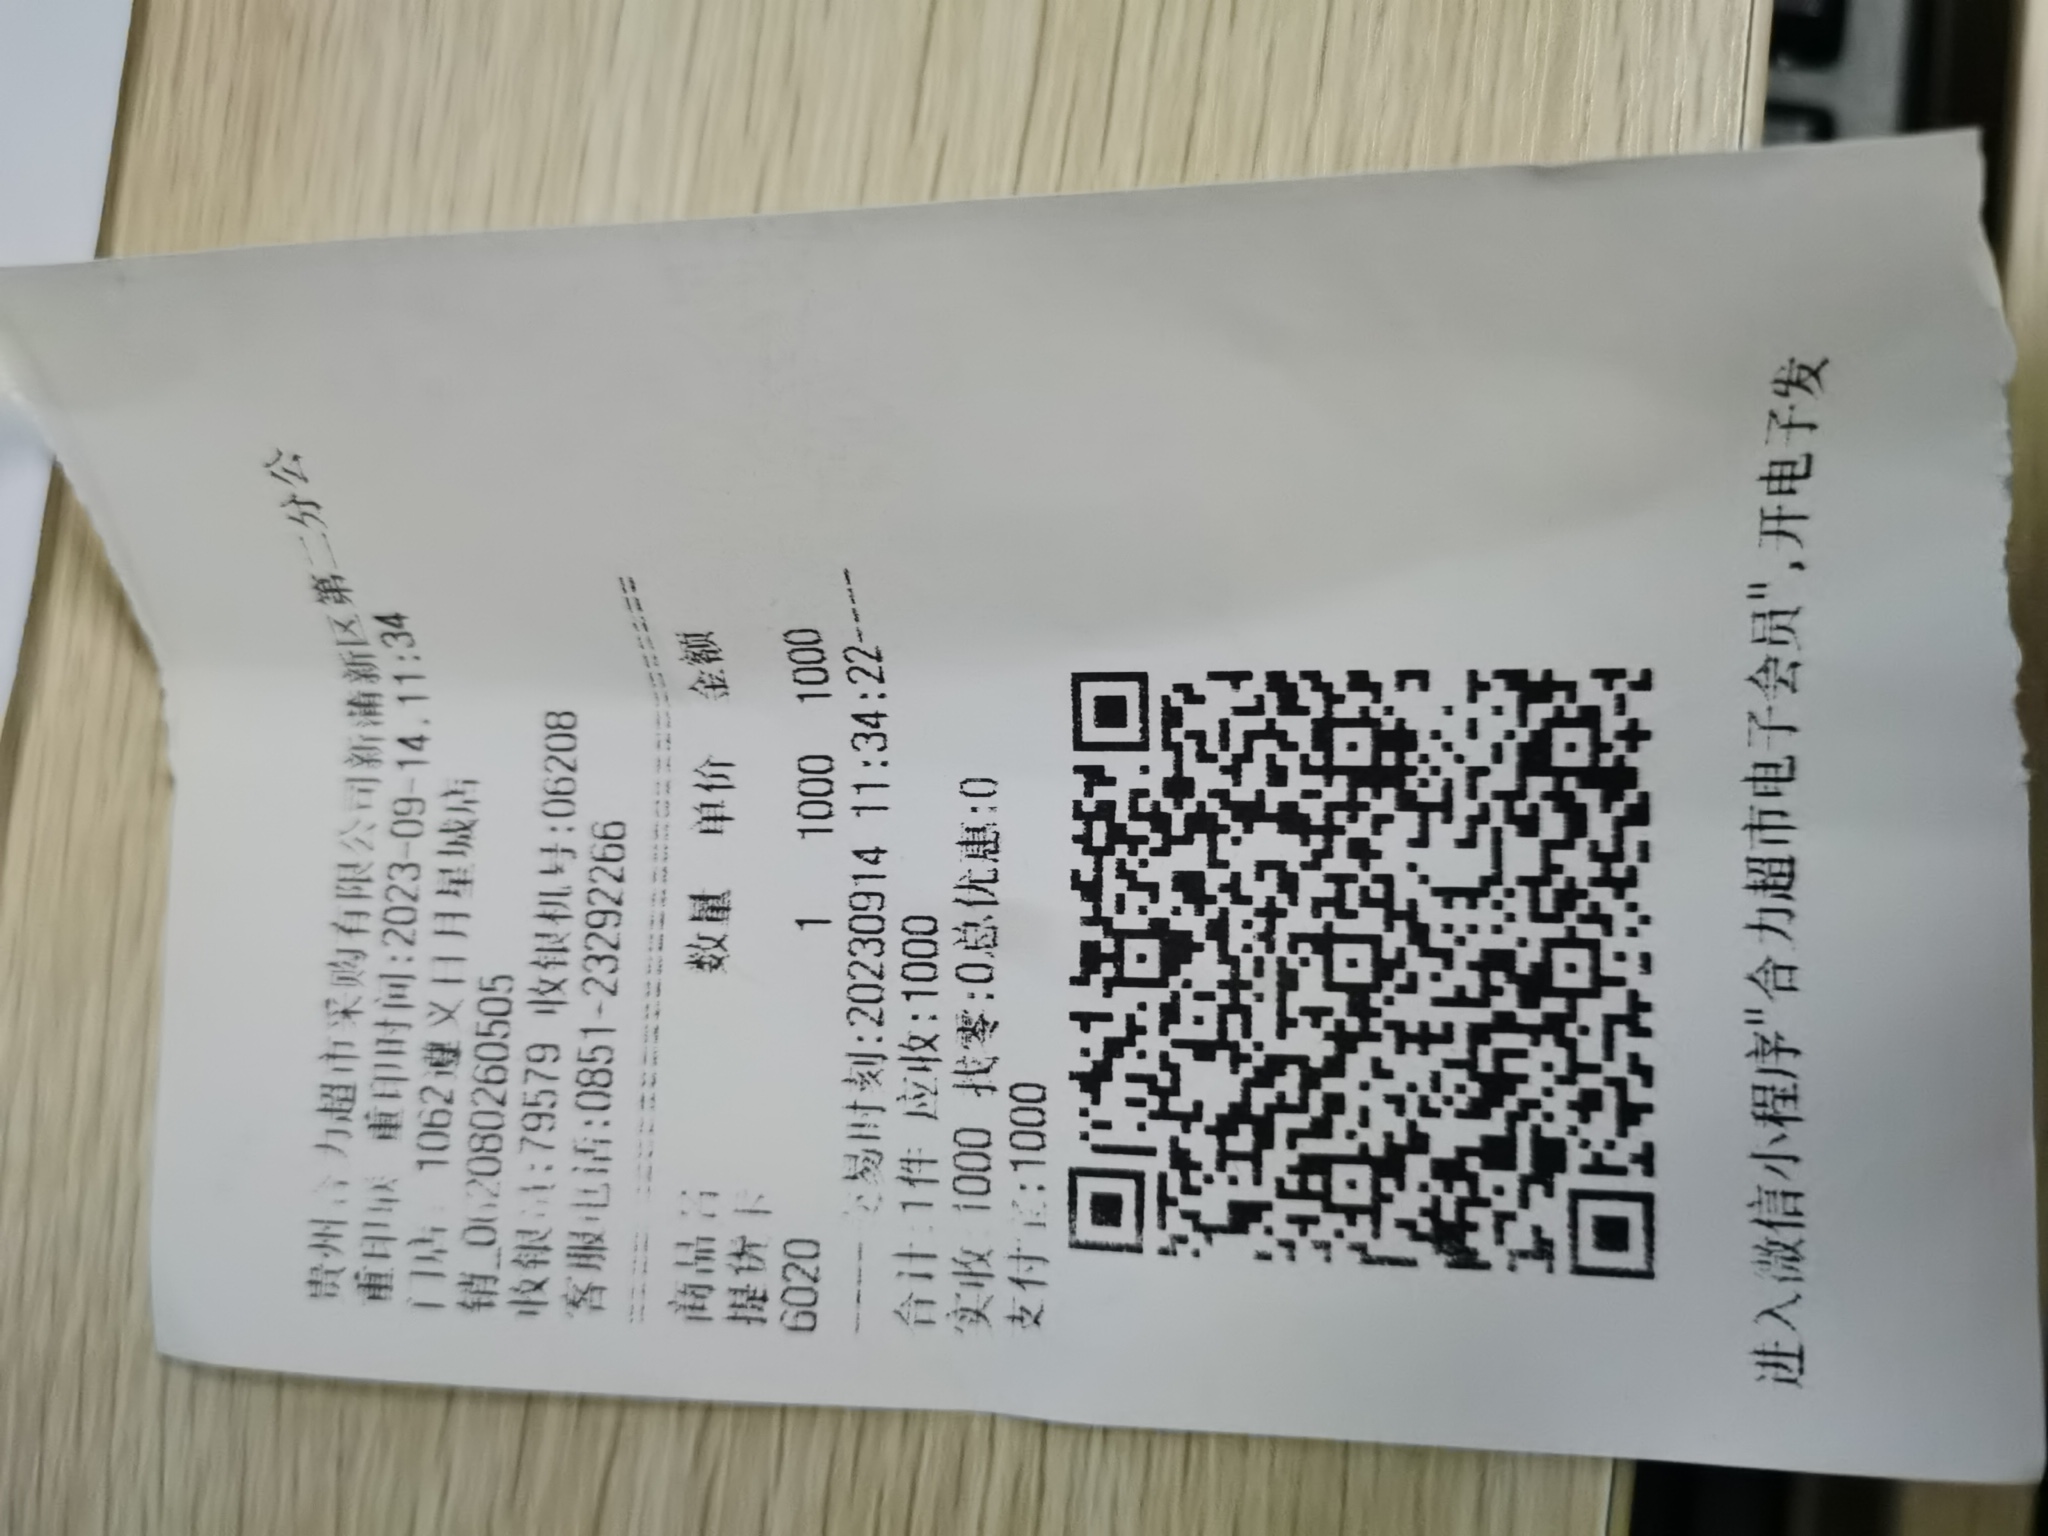 贵州合力超市采购有限公司新浦新区第二分公
重印联 重印时间:2023-09-14.11:34
门店: 1062遵义日月星城店
销_062080260505
收银员:79579 收银机号:06208
客服电话:0851-23292266
==================================
商品名 数量 单价 金额
提货卡
6020 1 1000 1000
----交易时刻:20230914 11:34:22----
合计:1件 应收:1000
实收:1000 找零:0总优惠:0
支付宝:1000
进入微信小程序"合力超市电子会员",开电子发